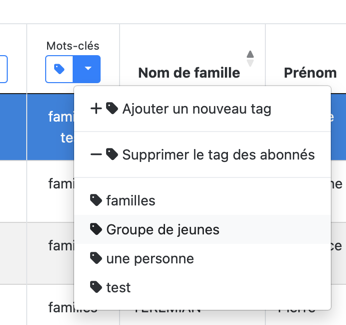 Mots-clés
Nom de famille
Prénom
Ajouter un nouveau tag
Supprimer le tag des abonnés
familles
Groupe de jeunes
une personne
test